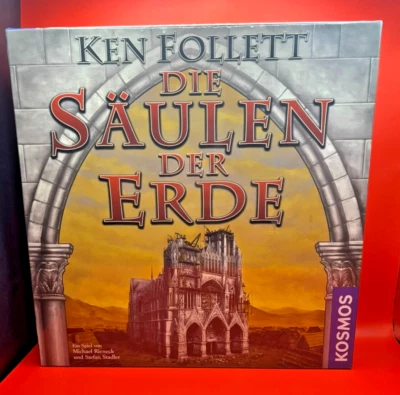 KEN FOLLETT
DIE
SÄULEN
DER
ERDE
Ein Spiel von
Michael Rieneck
und Stefan Stadler
KOSMOS